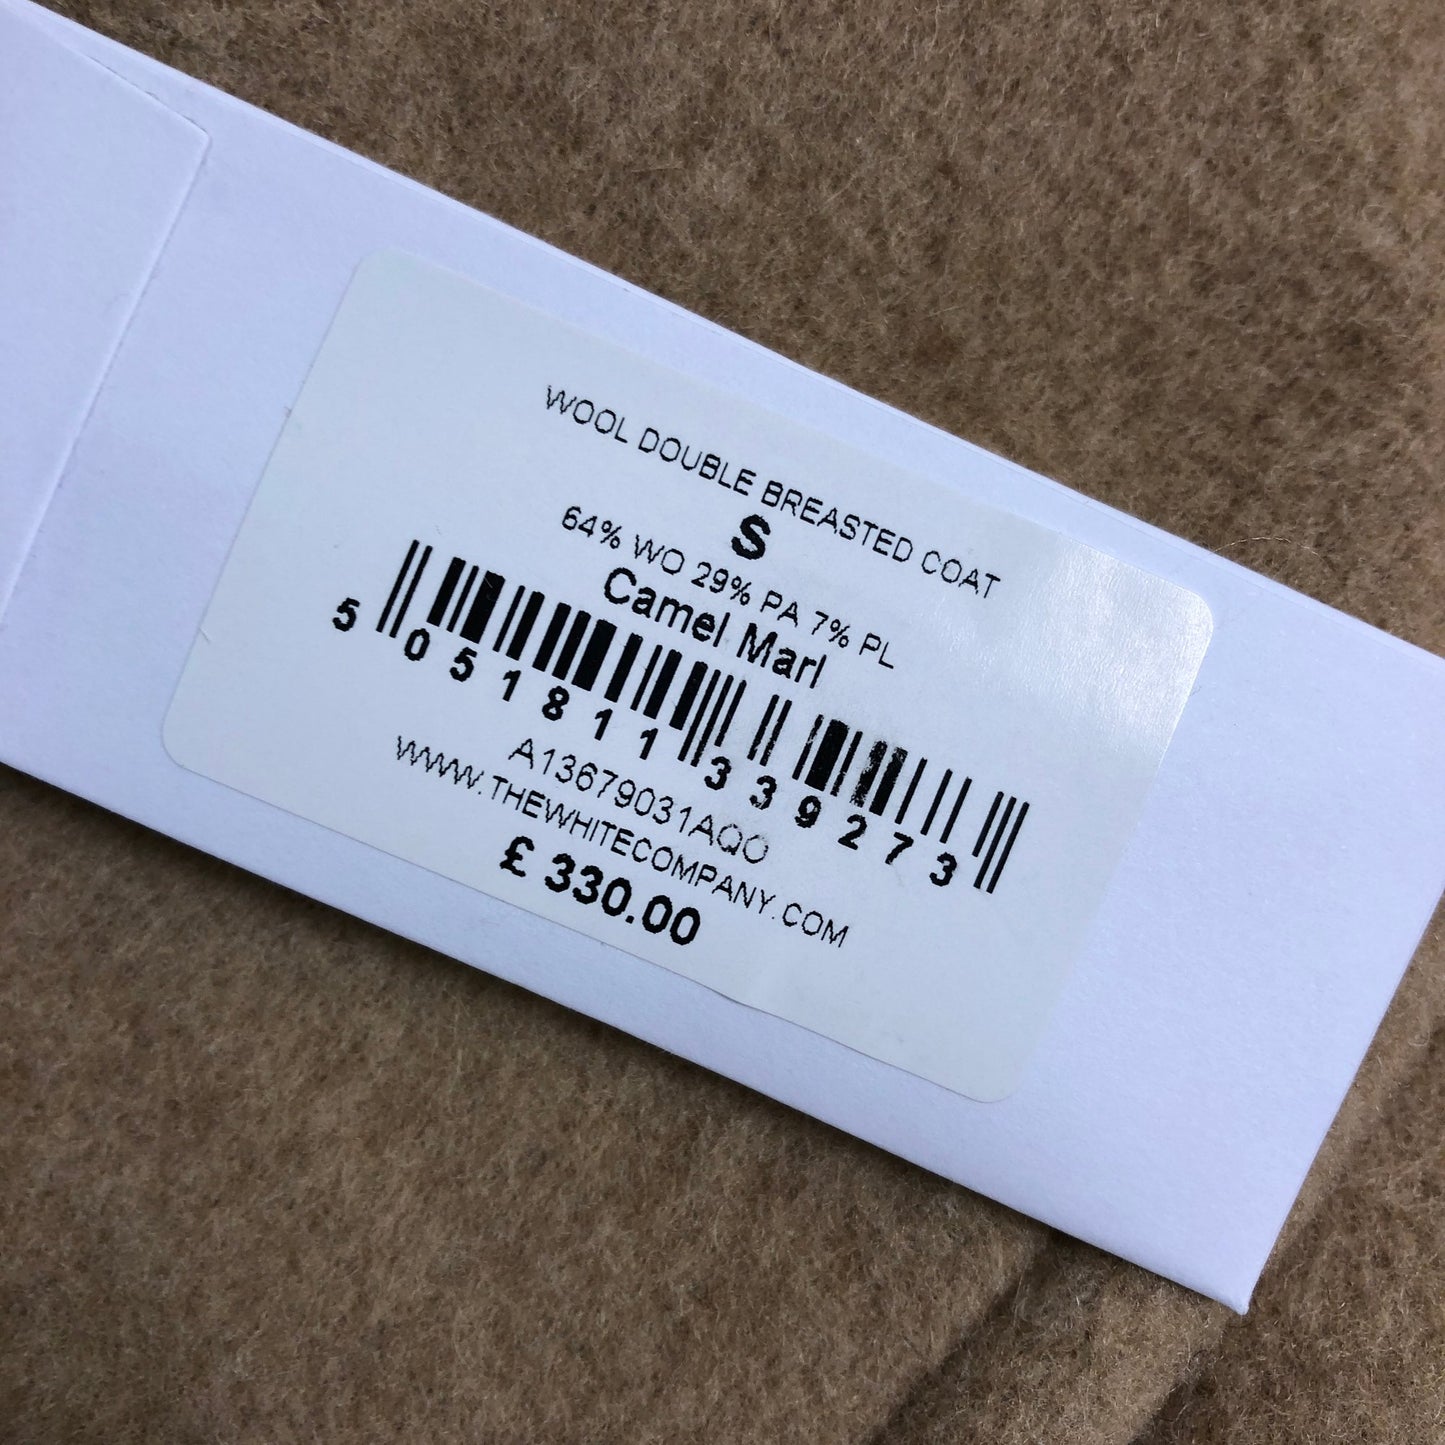 WOOL DOUBLE BREASTED COAT
S
64% WO 29% PA 7% PL
Camel Marl
5 051811 339273
A13679031AQO
WWW.THEWHITECOMPANY.COM
£ 330.00